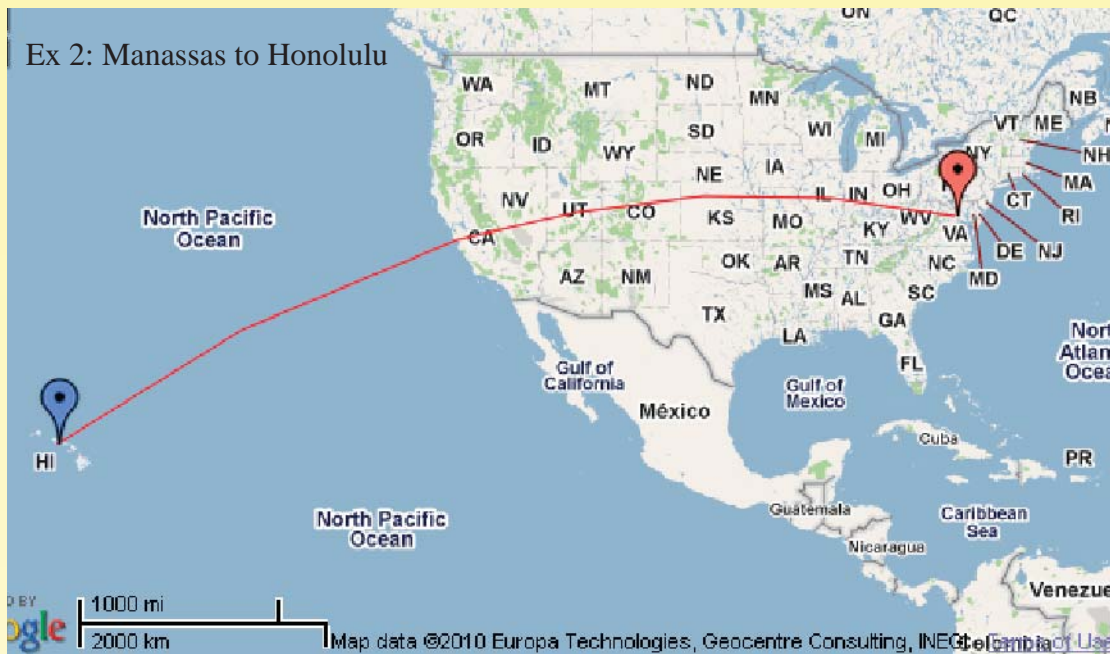 Ex 2: Manassas to Honolulu
ON
QC
WA
MT
ND
MN
NB
VT
ME
OR
ID
SD
WI
MI
NY
NH
WY
IA
MA
NE
IL
IN
OH
CT
RI
NV
UT
CO
KS
MO
WV
KY
VA
DE
NJ
MD
CA
North Pacific
Ocean
AZ
NM
OK
AR
TN
NC
SC
MS
AL
GA
TX
LA
FL
Gulf of
California
Gulf of
Mexico
México
Cuba
PR
HI
North Pacific
Ocean
Guatemala
Caribbean
Sea
Nicaragua
1000 mi
2000 km
Map data ©2010 Europa Technologies, Geocentre Consulting,